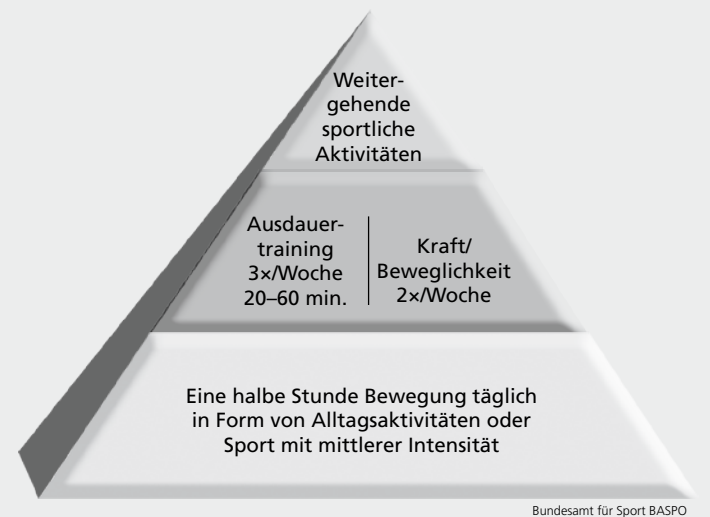 Weiter-
gehende
sportliche
Aktivitäten
Ausdauer-
training
3×/Woche
20–60 min.
Kraft/
Beweglichkeit
2×/Woche
Eine halbe Stunde Bewegung täglich
in Form von Alltagsaktivitäten oder
Sport mit mittlerer Intensität
Bundesamt für Sport BASPO